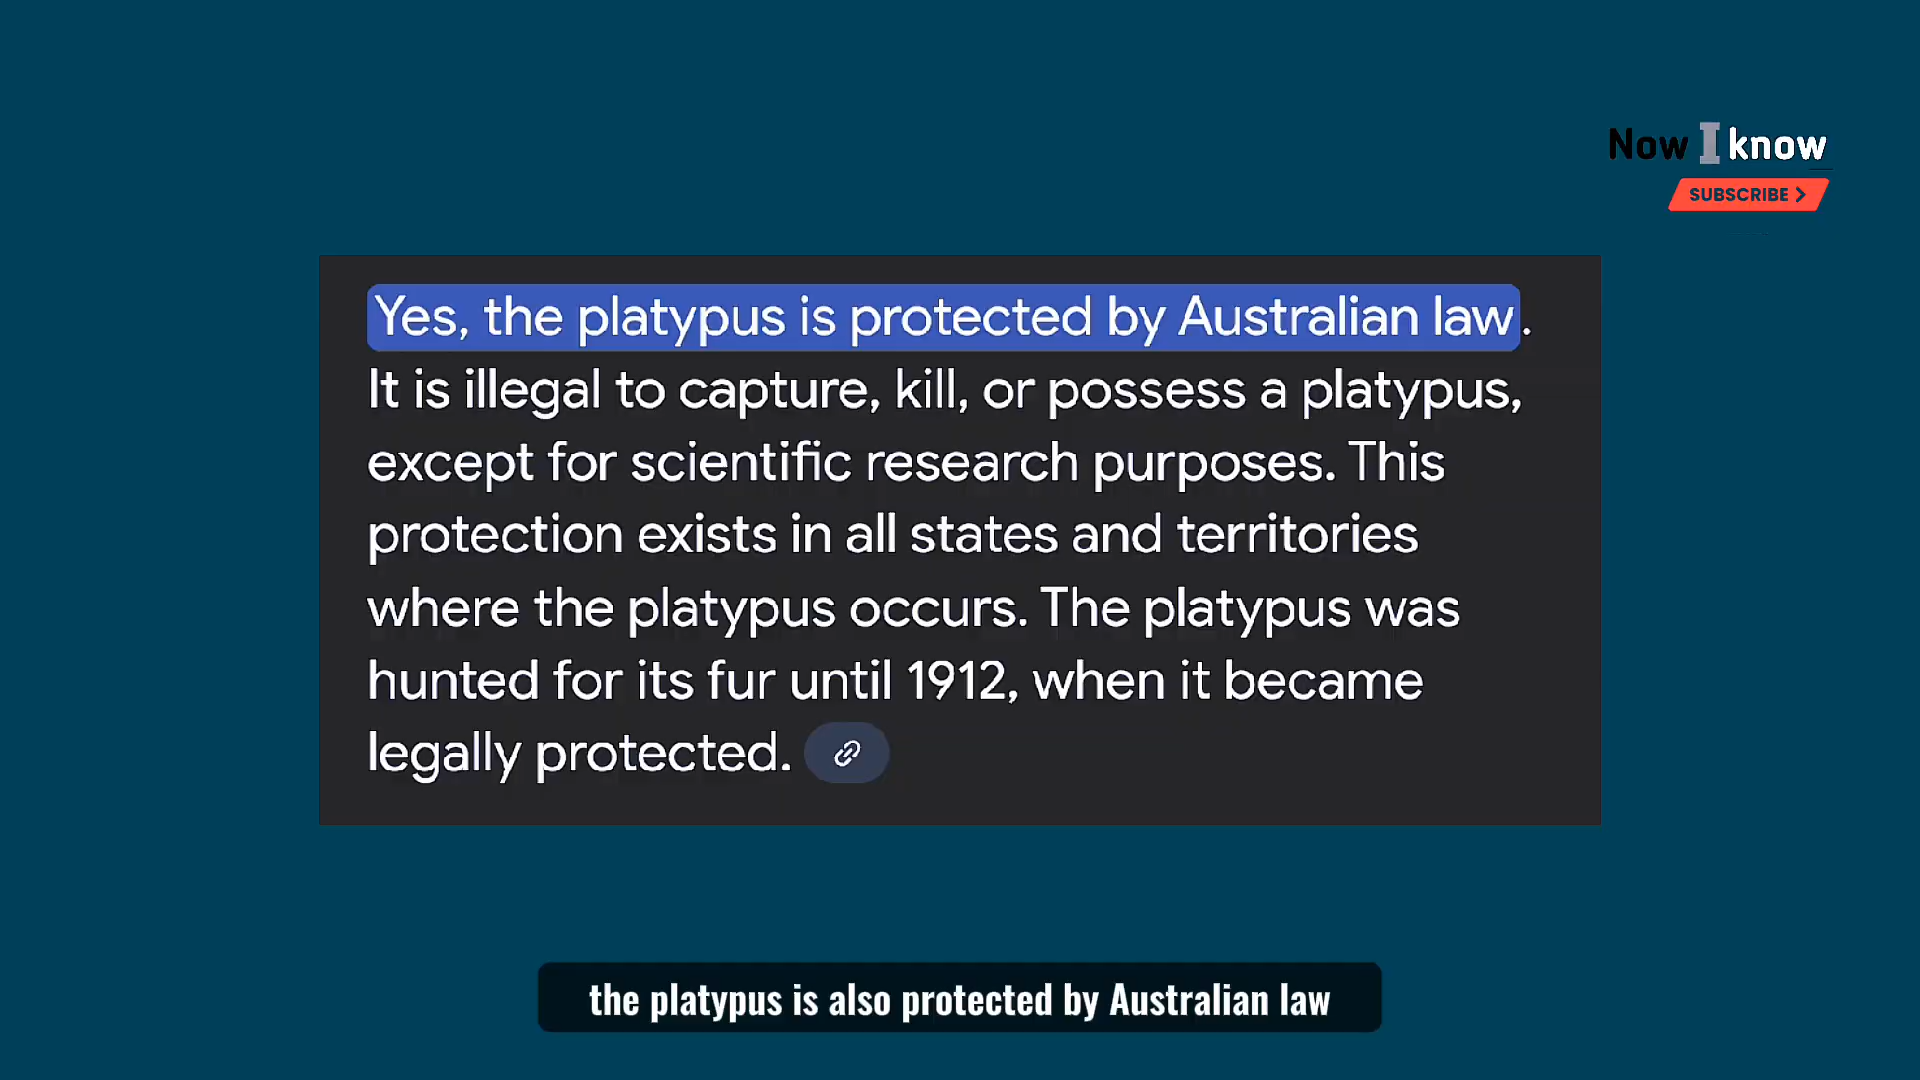 Now I know
SUBSCRIBE
Yes, the platypus is protected by Australian law.
It is illegal to capture, kill, or possess a platypus,
except for scientific research purposes. This
protection exists in all states and territories
where the platypus occurs. The platypus was
hunted for its fur until 1912, when it became
legally protected.
the platypus is also protected by Australian law